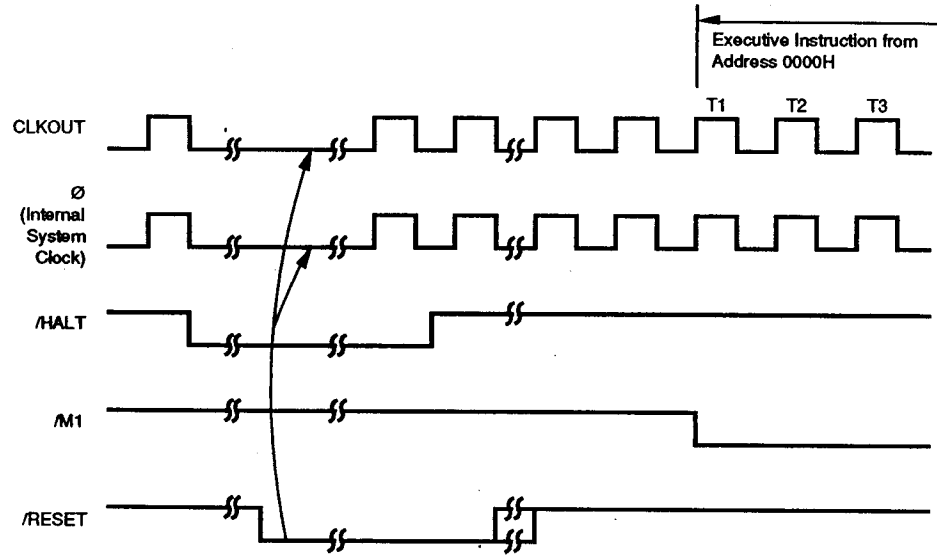 Executive Instruction from
Address 0000H
T1 T2 T3
CLKOUT
Ø
(Internal
System
Clock)
/HALT
/M1
/RESET